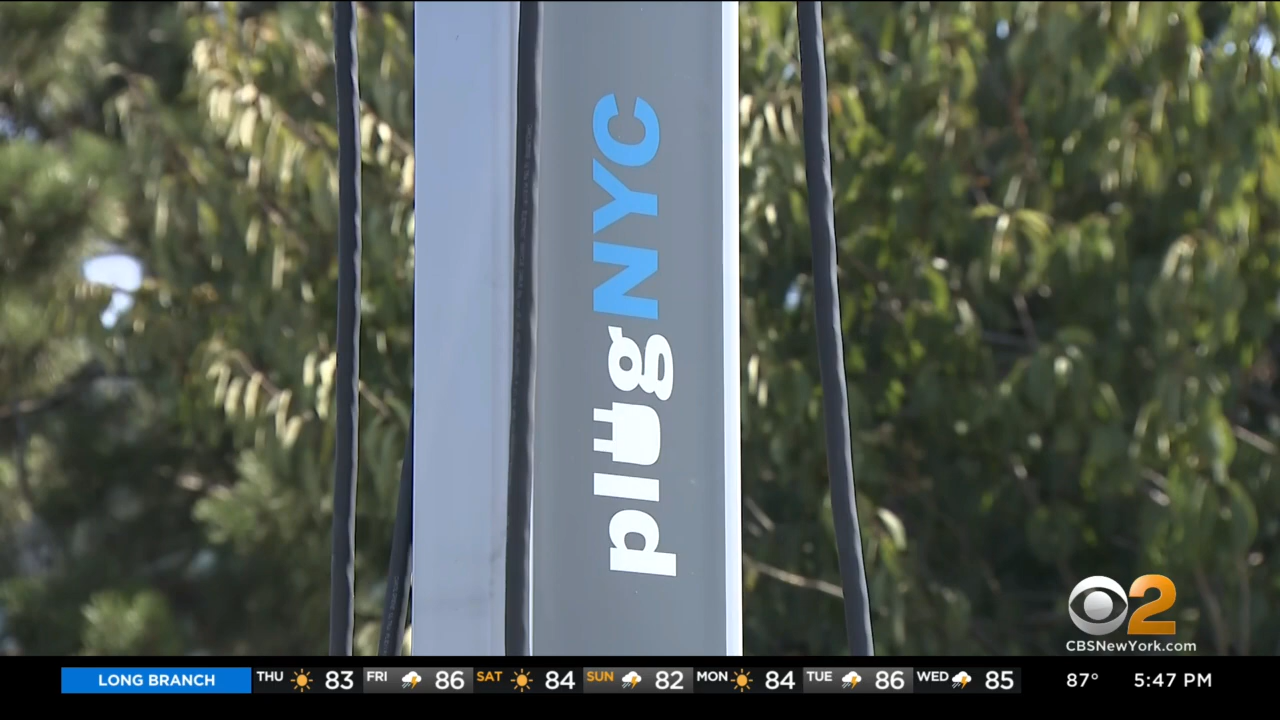 plugNYC
2
CBSNewYork.com
LONG BRANCH THU 83 FRI 86 SAT 84 SUN 82 MON 84 TUE 86 WED 85 87° 5:47 PM